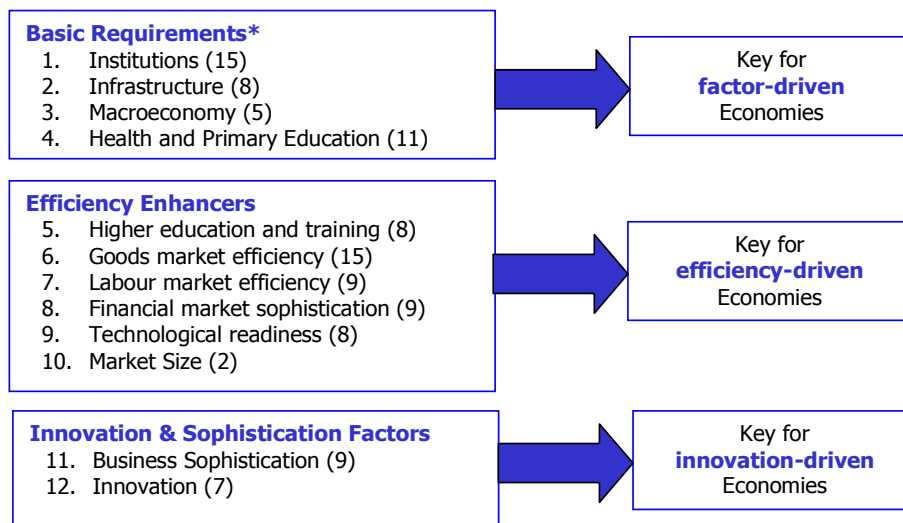 Basic Requirements*
1. Institutions (15)
2. Infrastructure (8)
3. Macroeconomy (5)
4. Health and Primary Education (11)
Key for
factor-driven
Economies
Efficiency Enhancers
5. Higher education and training (8)
6. Goods market efficiency (15)
7. Labour market efficiency (9)
8. Financial market sophistication (9)
9. Technological readiness (8)
10. Market Size (2)
Key for
efficiency-driven
Economies
Innovation & Sophistication Factors
11. Business Sophistication (9)
12. Innovation (7)
Key for
innovation-driven
Economies